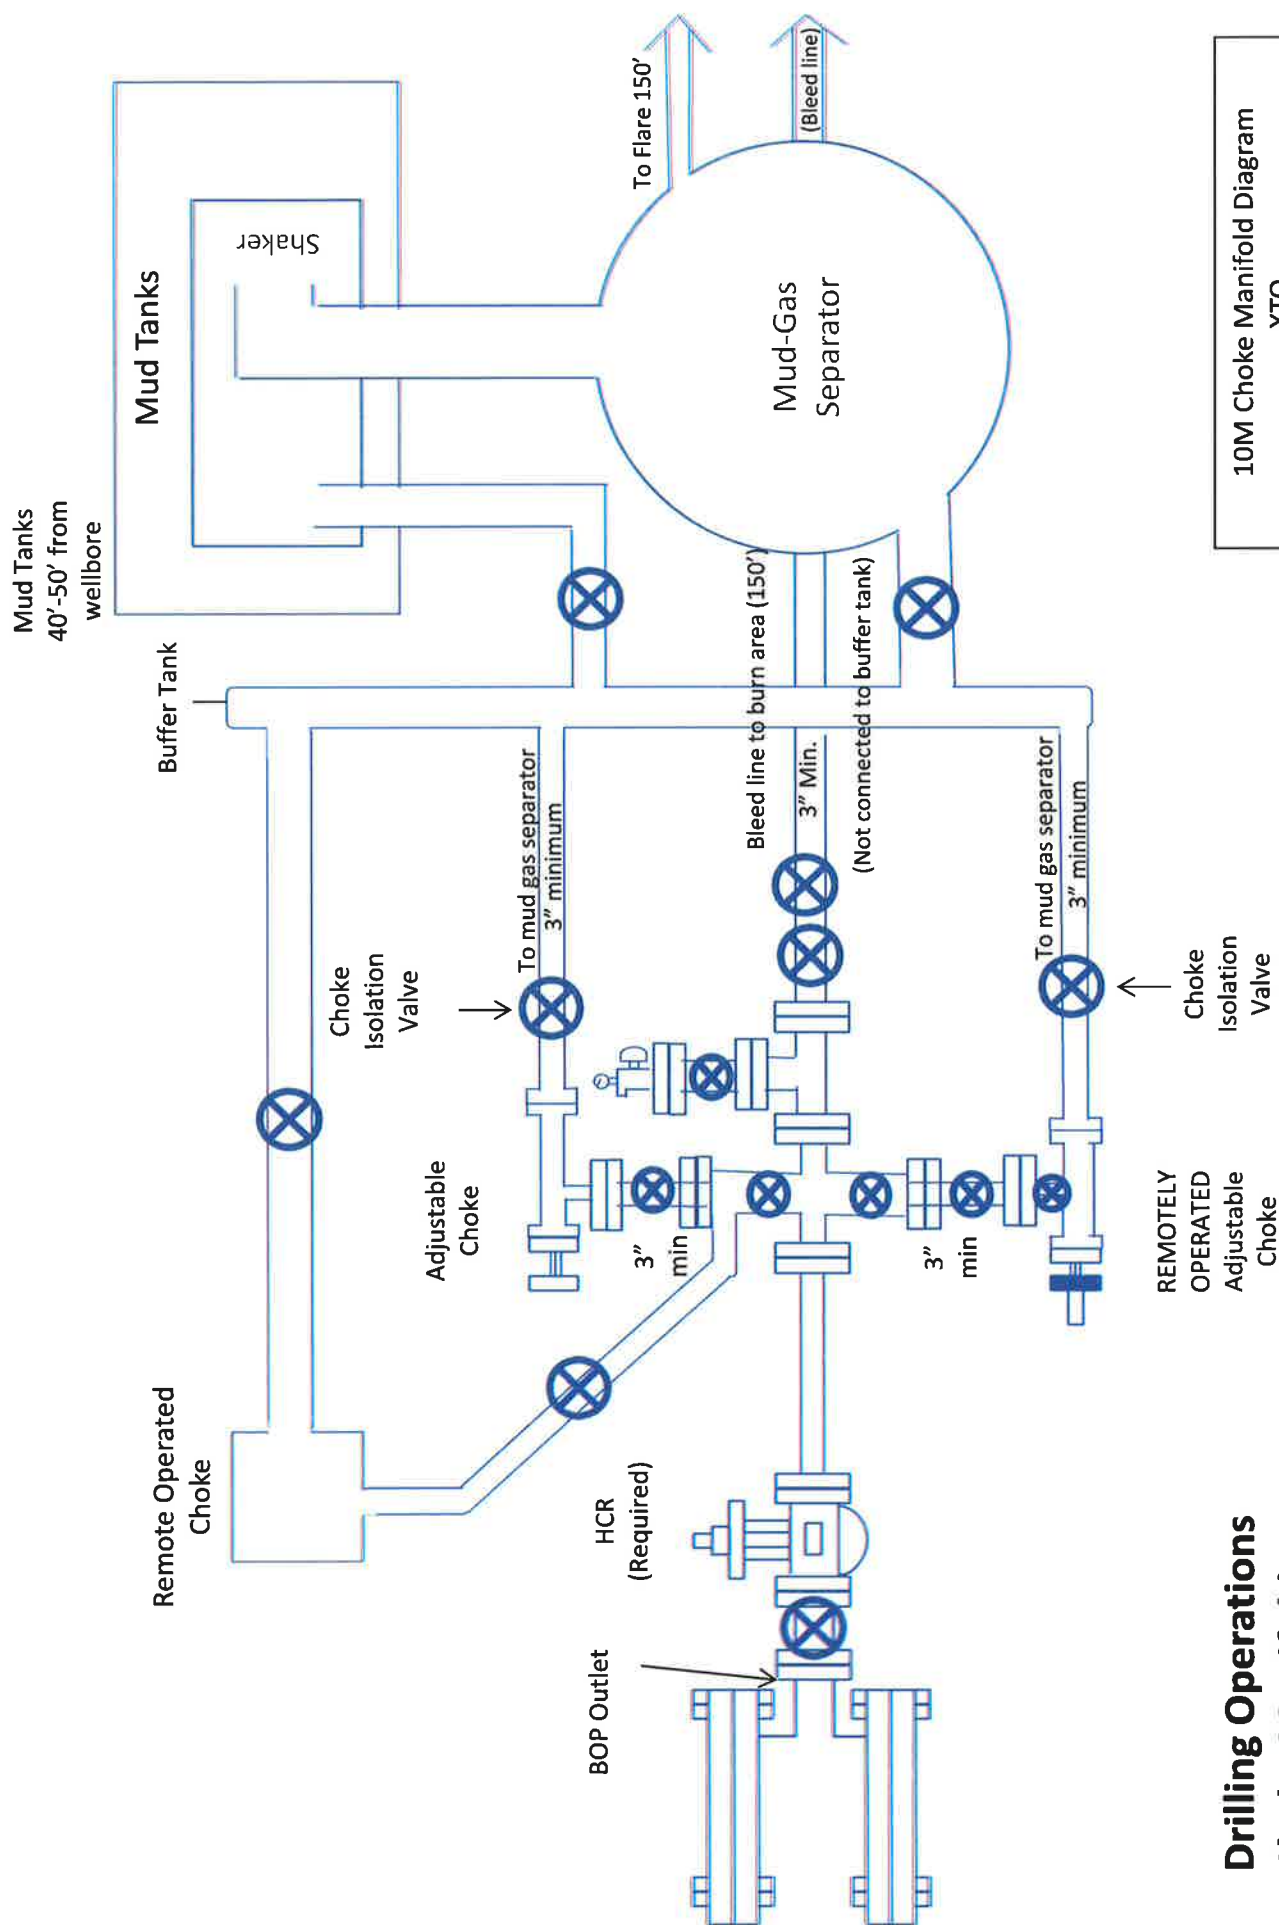 Mud Tanks
40’-50’ from
wellbore
Mud Tanks
Shaker
Buffer Tank
To Flare 150’
(Bleed line)
Mud-Gas
Separator
Remote Operated
Choke
Adjustable
Choke
Choke
Isolation
Valve
To mud gas separator
3” minimum
Bleed line to burn area (150’)
3” Min.
(Not connected to buffer tank)
To mud gas separator
3” minimum
3”
min
3”
min
BOP Outlet
HCR
(Required)
REMOTELY
OPERATED
Adjustable
Choke
Choke
Isolation
Valve
Drilling Operations
10M Choke Manifold Diagram
XTO